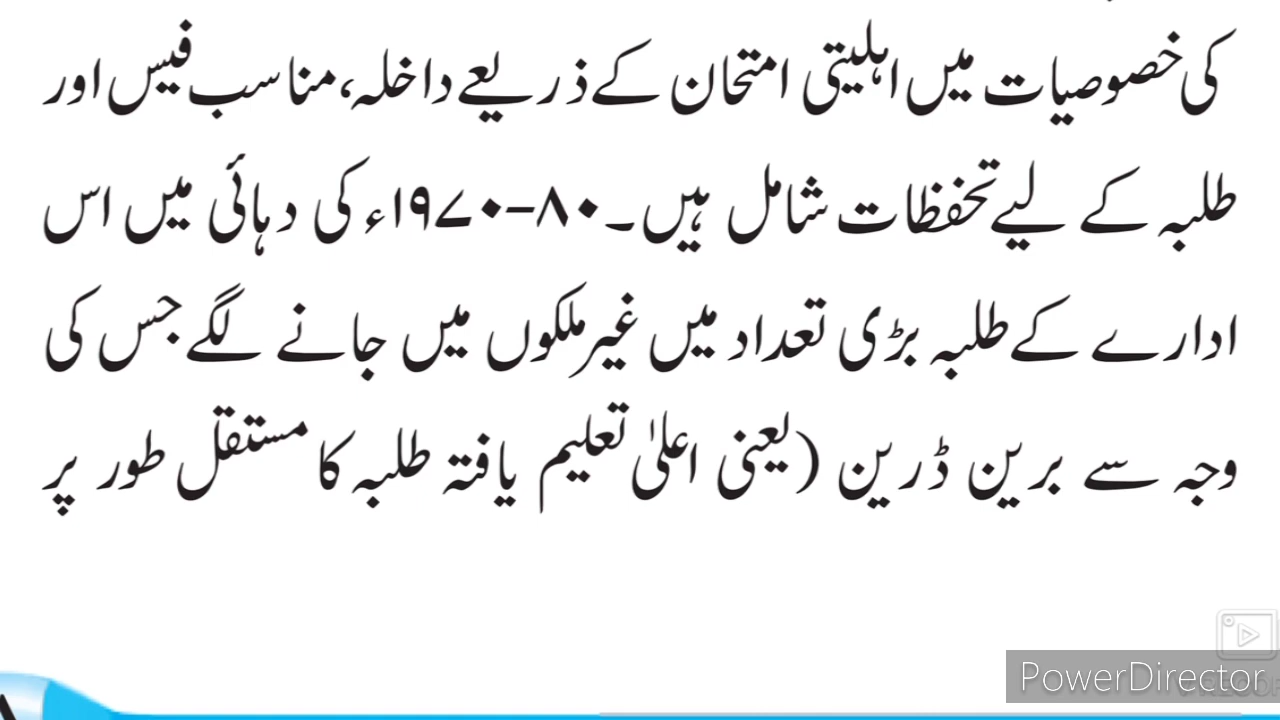 کی خصوصیات میں اہلیتی امتحان کے ذریعے داخلہ، مناسب فیس اور
طلبہ کے لیے تحفظات شامل ہیں۔ ۸۰-۱۹۷۰ء کی دہائی میں اس
ادارے کے طلبہ بڑی تعداد میں غیر ملکوں میں جانے لگے جس کی
وجہ سے برین ڈرین (یعنی اعلیٰ تعلیم یافتہ طلبہ کا مستقل طور پر
PowerDirector